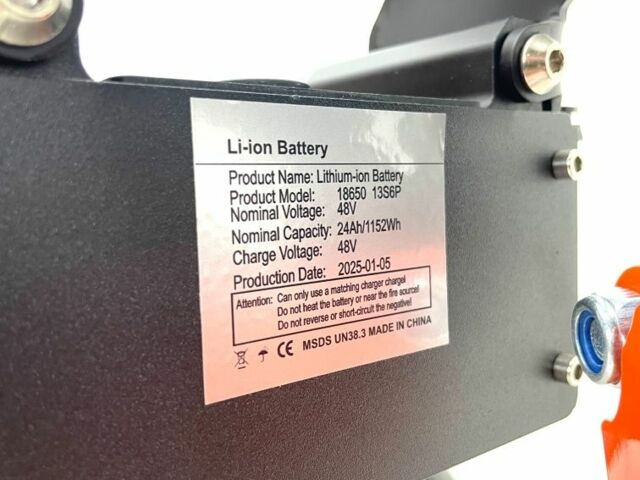 Li-ion Battery
Product Name: Lithium-ion Battery
Product Model: 18650 13S6P
Nominal Voltage: 48V
Nominal Capacity: 24Ah/1152Wh
Charge Voltage: 48V
Production Date: 2025-01-05
Attention: Can only use a matching charger chargel
Do not heat the battery or near the fire source!
Do not reverse or short-circuit the negative!
CE MSDS UN38.3 MADE IN CHINA